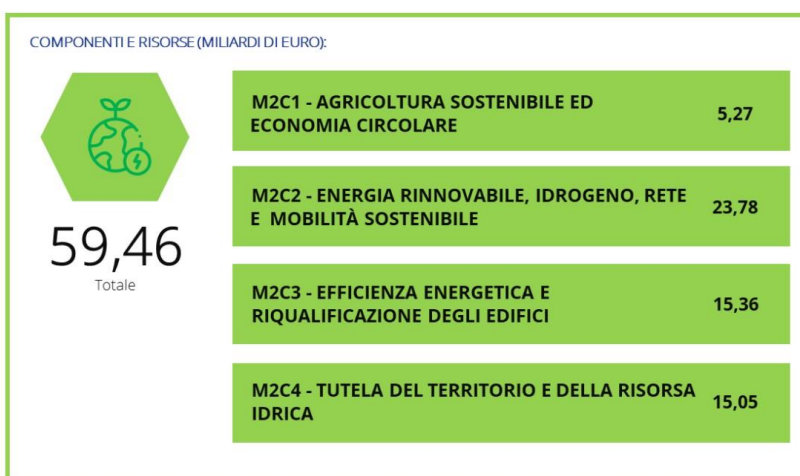 COMPONENTI E RISORSE (MILIARDI DI EURO):
59,46
Totale
M2C1 - AGRICOLTURA SOSTENIBILE ED
ECONOMIA CIRCOLARE
5,27
M2C2 - ENERGIA RINNOVABILE, IDROGENO, RETE
E MOBILITÀ SOSTENIBILE
23,78
M2C3 - EFFICIENZA ENERGETICA E
RIQUALIFICAZIONE DEGLI EDIFICI
15,36
M2C4 - TUTELA DEL TERRITORIO E DELLA RISORSA
IDRICA
15,05